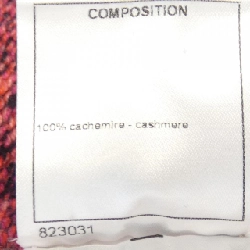 COMPOSITION
100% cachemire - cashmere
823031